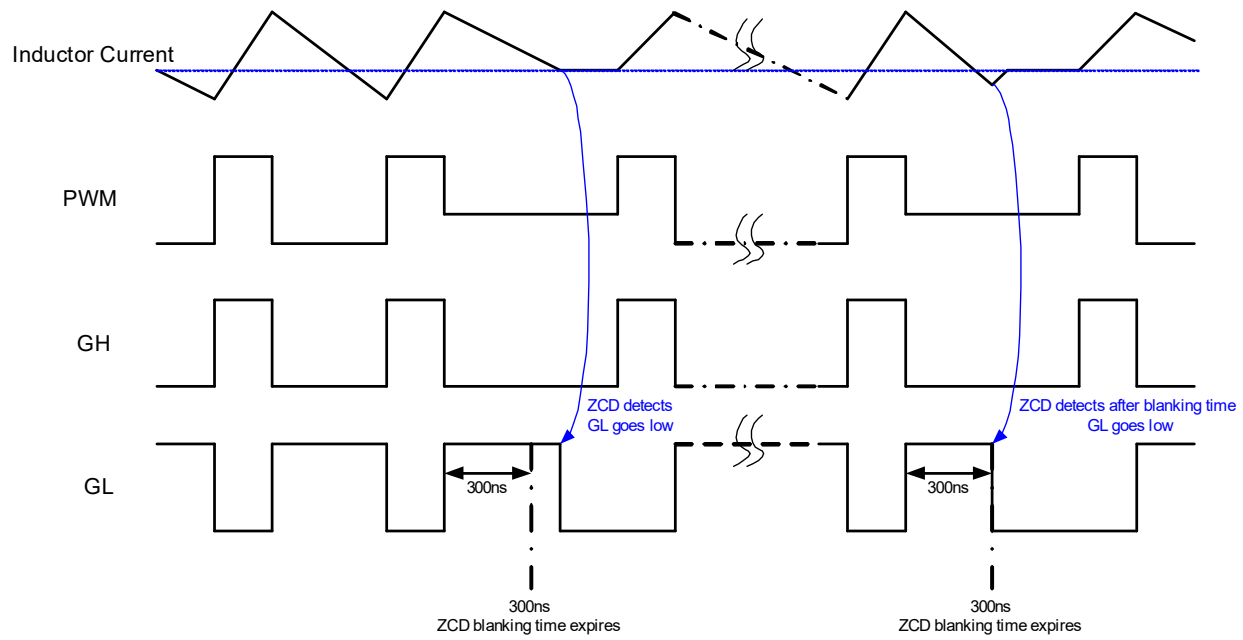 Inductor Current
PWM
GH
ZCD detects
GL goes low
ZCD detects after blanking time
GL goes low
GL
300ns
300ns
300ns
ZCD blanking time expires
300ns
ZCD blanking time expires